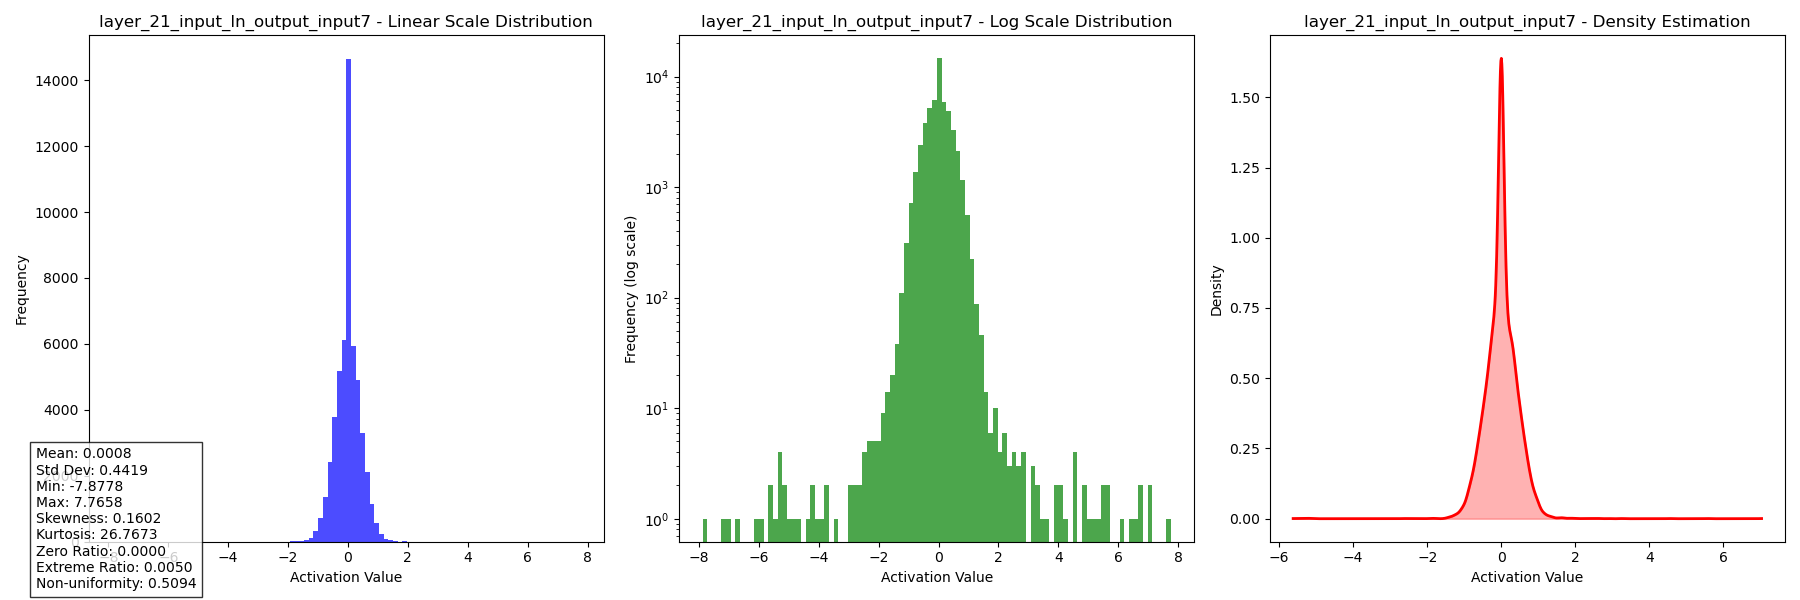 layer_21_input_ln_output_input7 - Linear Scale Distribution
14000
12000
10000
8000
6000
4000
2000
0
Frequency
−8 −6 −4 −2 0 2 4 6 8
Activation Value
Mean: 0.0008
Std Dev: 0.4419
Min: -7.8778
Max: 7.7658
Skewness: 0.1602
Kurtosis: 26.7673
Zero Ratio: 0.0000
Extreme Ratio: 0.0050
Non-uniformity: 0.5094
layer_21_input_ln_output_input7 - Log Scale Distribution
10⁴
10³
10²
10¹
10⁰
Frequency (log scale)
−8 −6 −4 −2 0 2 4 6 8
Activation Value
layer_21_input_ln_output_input7 - Density Estimation
1.50
1.25
1.00
0.75
0.50
0.25
0.00
Density
−6 −4 −2 0 2 4 6
Activation Value